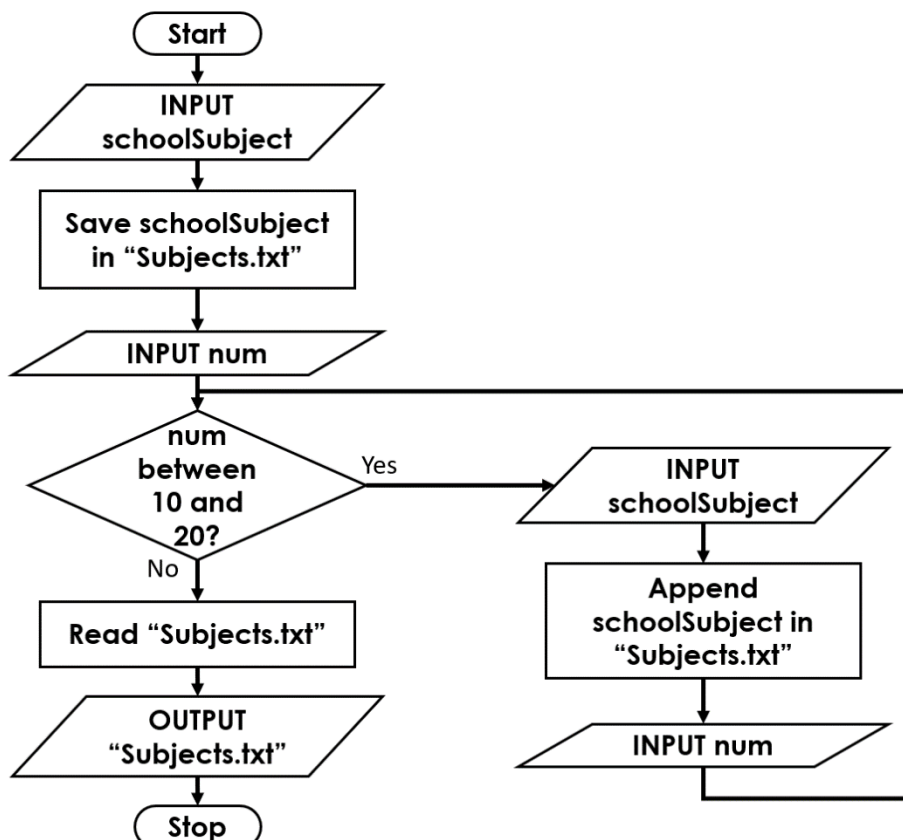 Start
INPUT
schoolSubject
Save schoolSubject
in “Subjects.txt”
INPUT num
num
between
10 and
20?
Yes
No
INPUT
schoolSubject
Append
schoolSubject in
“Subjects.txt”
INPUT num
Read “Subjects.txt”
OUTPUT
“Subjects.txt”
Stop